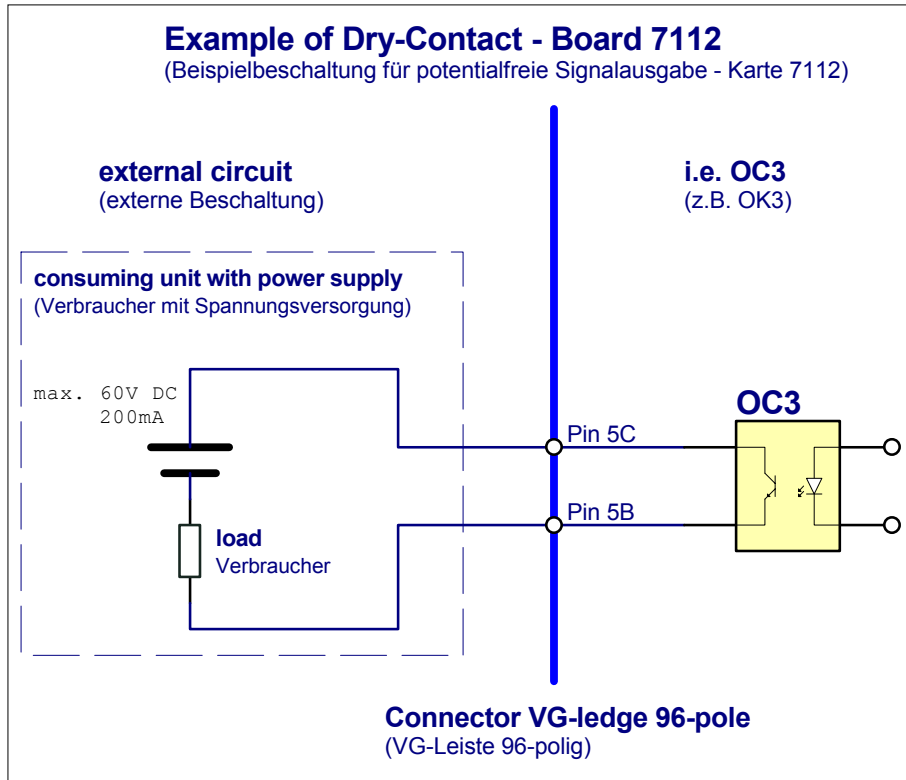 Example of Dry-Contact - Board 7112
(Beispielbeschaltung für potentialfreie Signalausgabe - Karte 7112)
external circuit
(externe Beschaltung)
i.e. OC3
(z.B. OK3)
consuming unit with power supply
(Verbraucher mit Spannungsversorgung)
max. 60V DC
200mA
OC3
Pin 5C
Pin 5B
load
Verbraucher
Connector VG-ledge 96-pole
(VG-Leiste 96-polig)